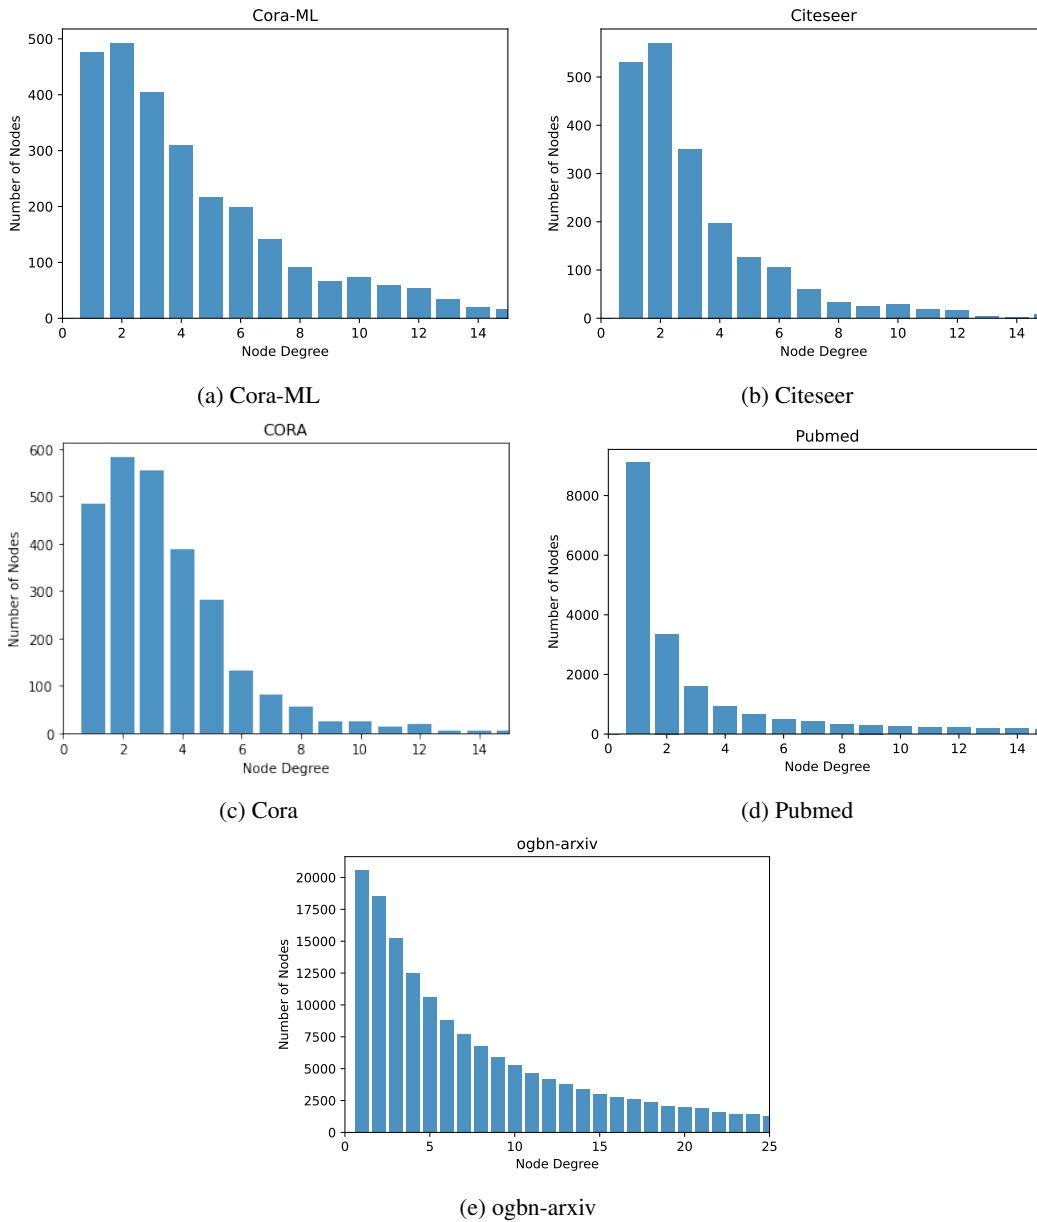 Cora-ML
Number of Nodes
500
400
300
200
100
0
0 2 4 6 8 10 12 14
Node Degree
(a) Cora-ML
Citeseer
Number of Nodes
500
400
300
200
100
0
0 2 4 6 8 10 12 14
Node Degree
(b) Citeseer
CORA
Number of Nodes
600
500
400
300
200
100
0
0 2 4 6 8 10 12 14
Node Degree
(c) Cora
Pubmed
Number of Nodes
8000
6000
4000
2000
0
0 2 4 6 8 10 12 14
Node Degree
(d) Pubmed
ogbn-arxiv
Number of Nodes
20000
17500
15000
12500
10000
7500
5000
2500
0
0 5 10 15 20 25
Node Degree
(e) ogbn-arxiv